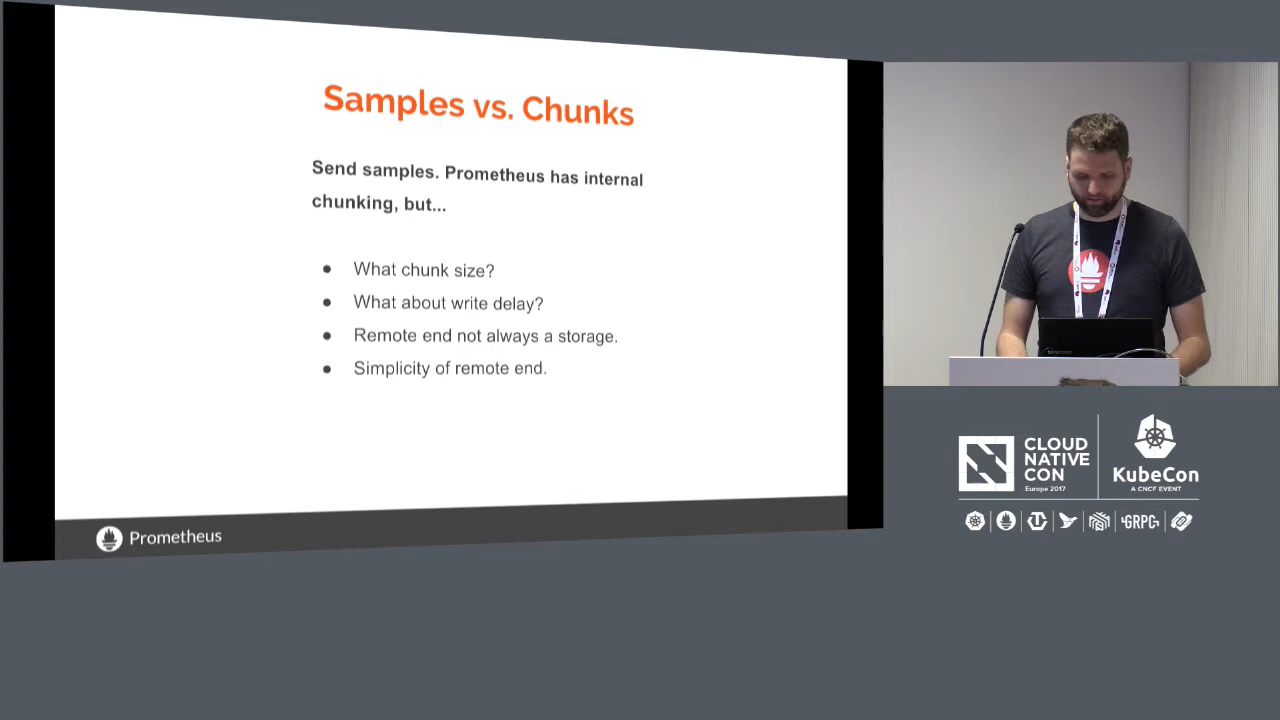 Samples vs. Chunks
Send samples. Prometheus has internal
chunking, but...
● What chunk size?
● What about write delay?
● Remote end not always a storage.
● Simplicity of remote end.
Prometheus
CLOUD
NATIVE
CON
Europe 2017
KubeCon
A CNCF EVENT
GRPC